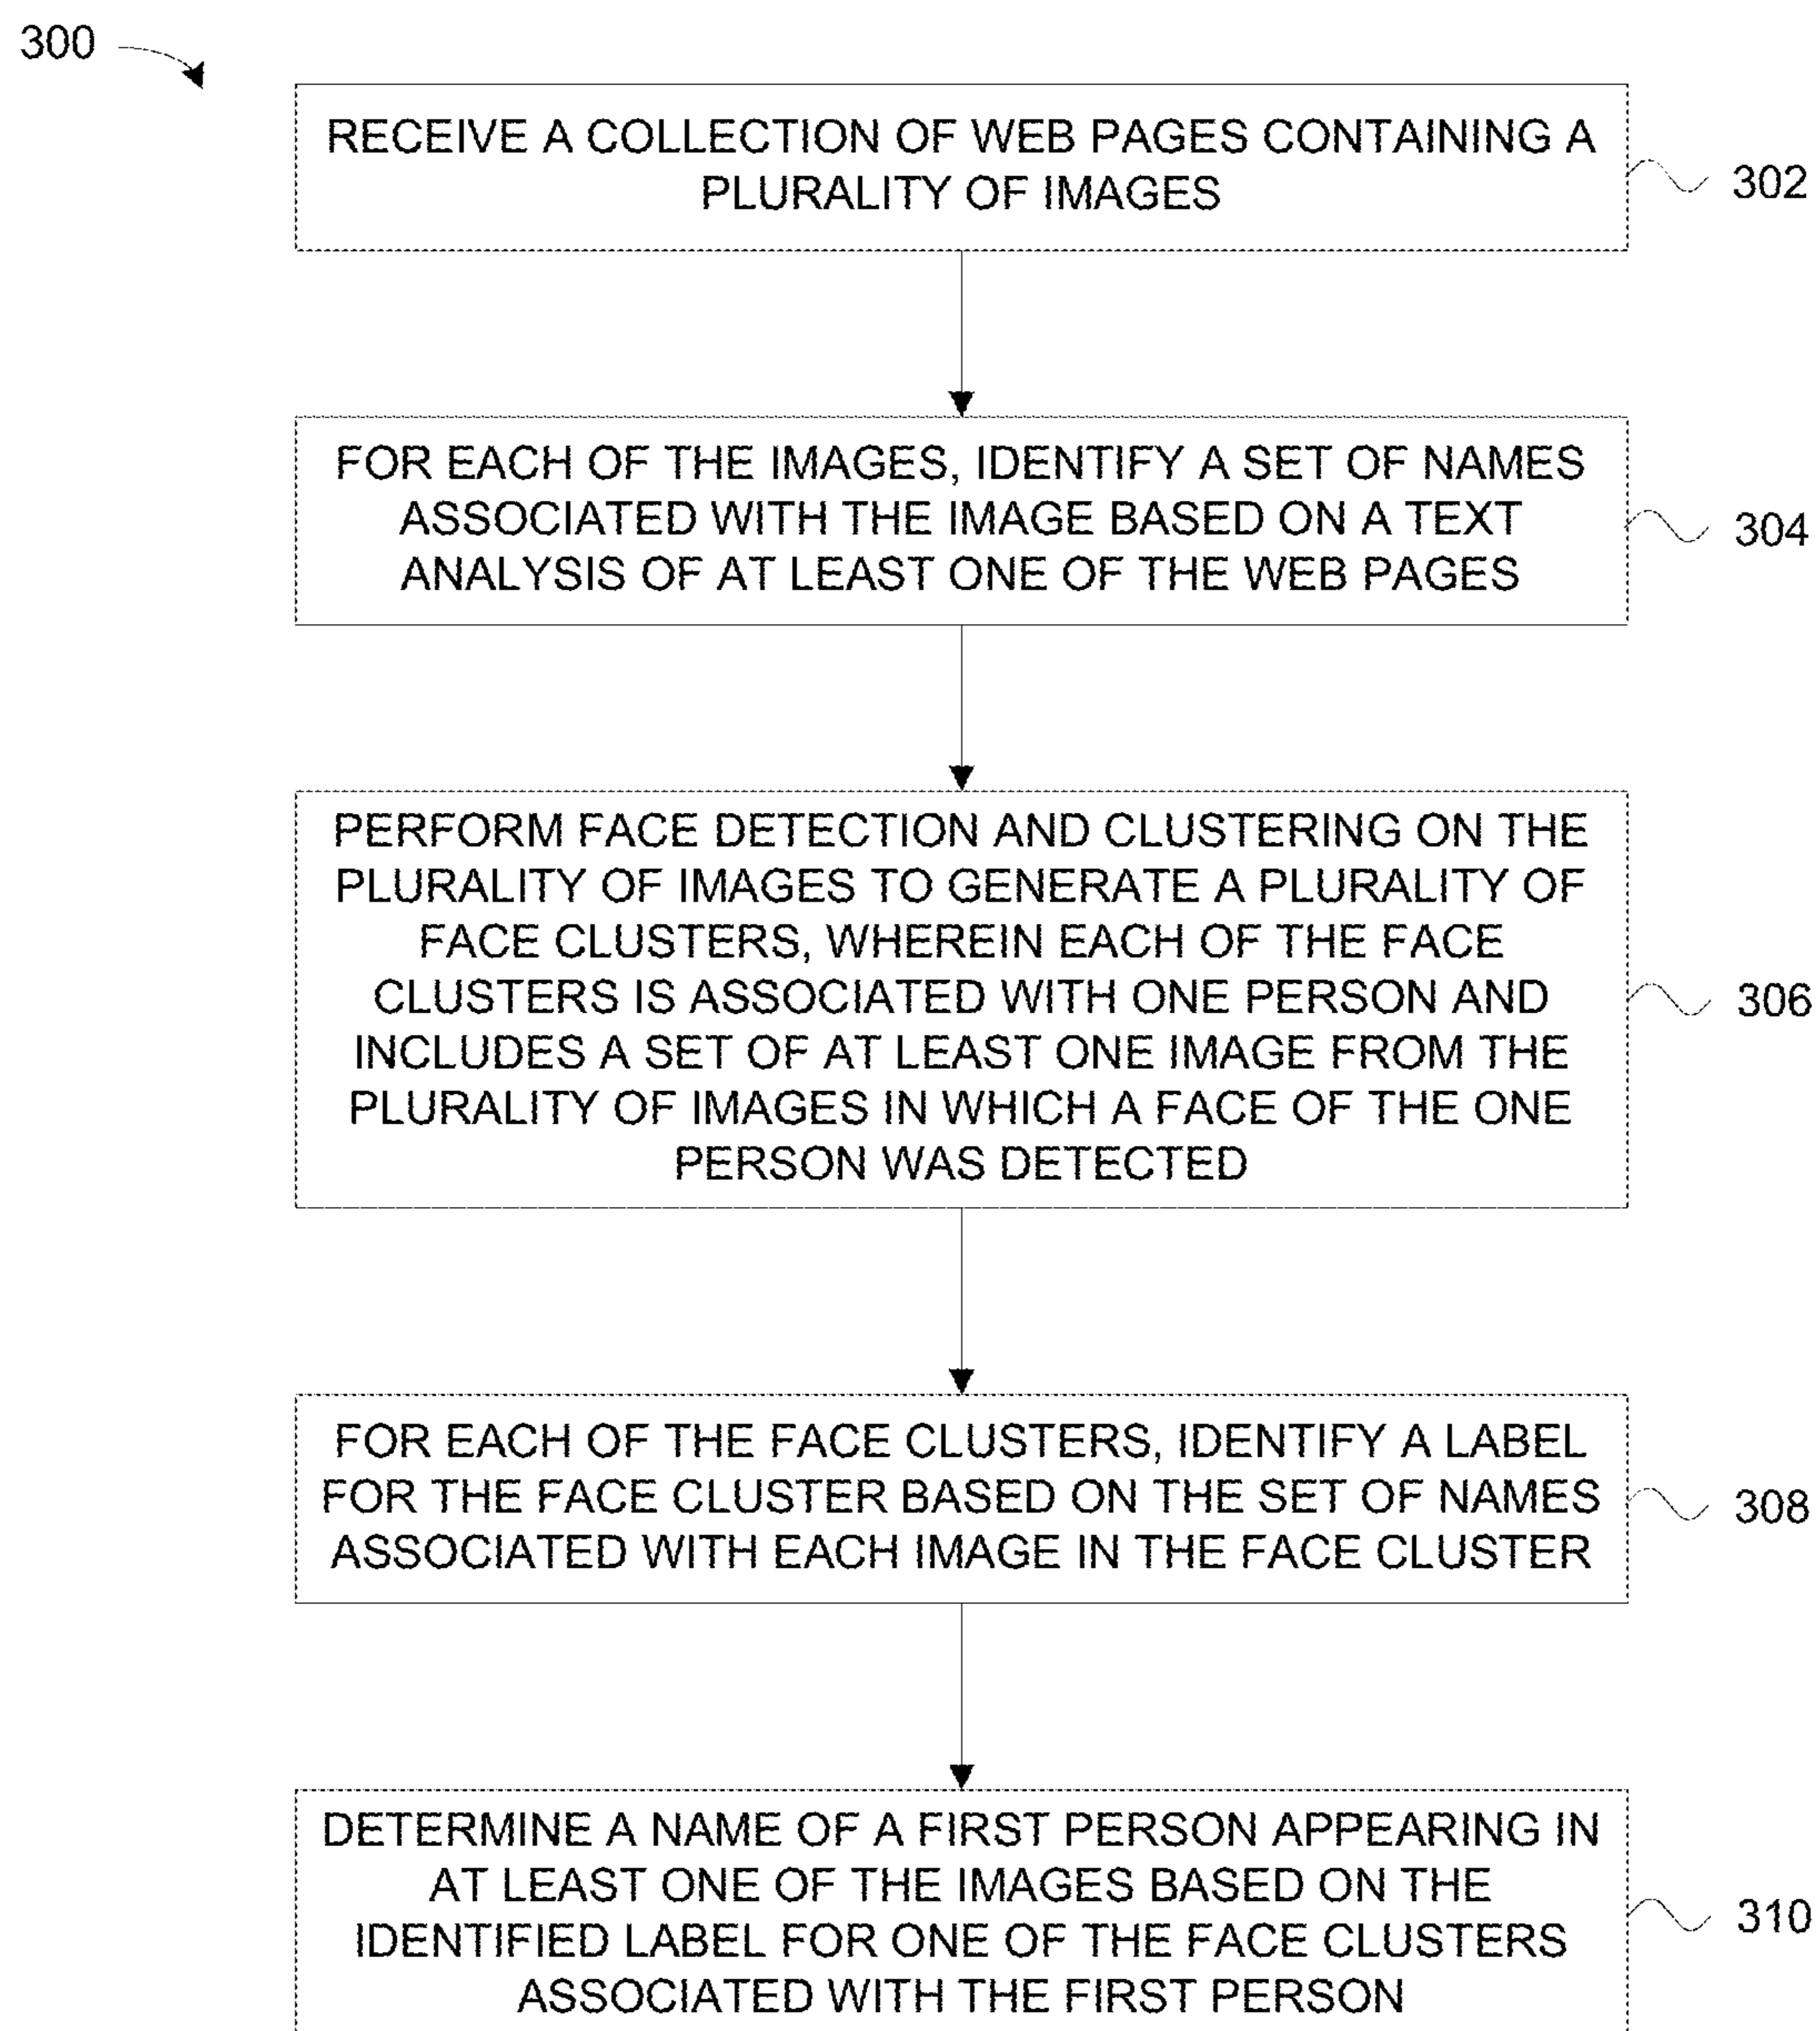 300
RECEIVE A COLLECTION OF WEB PAGES CONTAINING A
PLURALITY OF IMAGES
302
FOR EACH OF THE IMAGES, IDENTIFY A SET OF NAMES
ASSOCIATED WITH THE IMAGE BASED ON A TEXT
ANALYSIS OF AT LEAST ONE OF THE WEB PAGES
304
PERFORM FACE DETECTION AND CLUSTERING ON THE
PLURALITY OF IMAGES TO GENERATE A PLURALITY OF
FACE CLUSTERS, WHEREIN EACH OF THE FACE
CLUSTERS IS ASSOCIATED WITH ONE PERSON AND
INCLUDES A SET OF AT LEAST ONE IMAGE FROM THE
PLURALITY OF IMAGES IN WHICH A FACE OF THE ONE
PERSON WAS DETECTED
306
FOR EACH OF THE FACE CLUSTERS, IDENTIFY A LABEL
FOR THE FACE CLUSTER BASED ON THE SET OF NAMES
ASSOCIATED WITH EACH IMAGE IN THE FACE CLUSTER
308
DETERMINE A NAME OF A FIRST PERSON APPEARING IN
AT LEAST ONE OF THE IMAGES BASED ON THE
IDENTIFIED LABEL FOR ONE OF THE FACE CLUSTERS
ASSOCIATED WITH THE FIRST PERSON
310